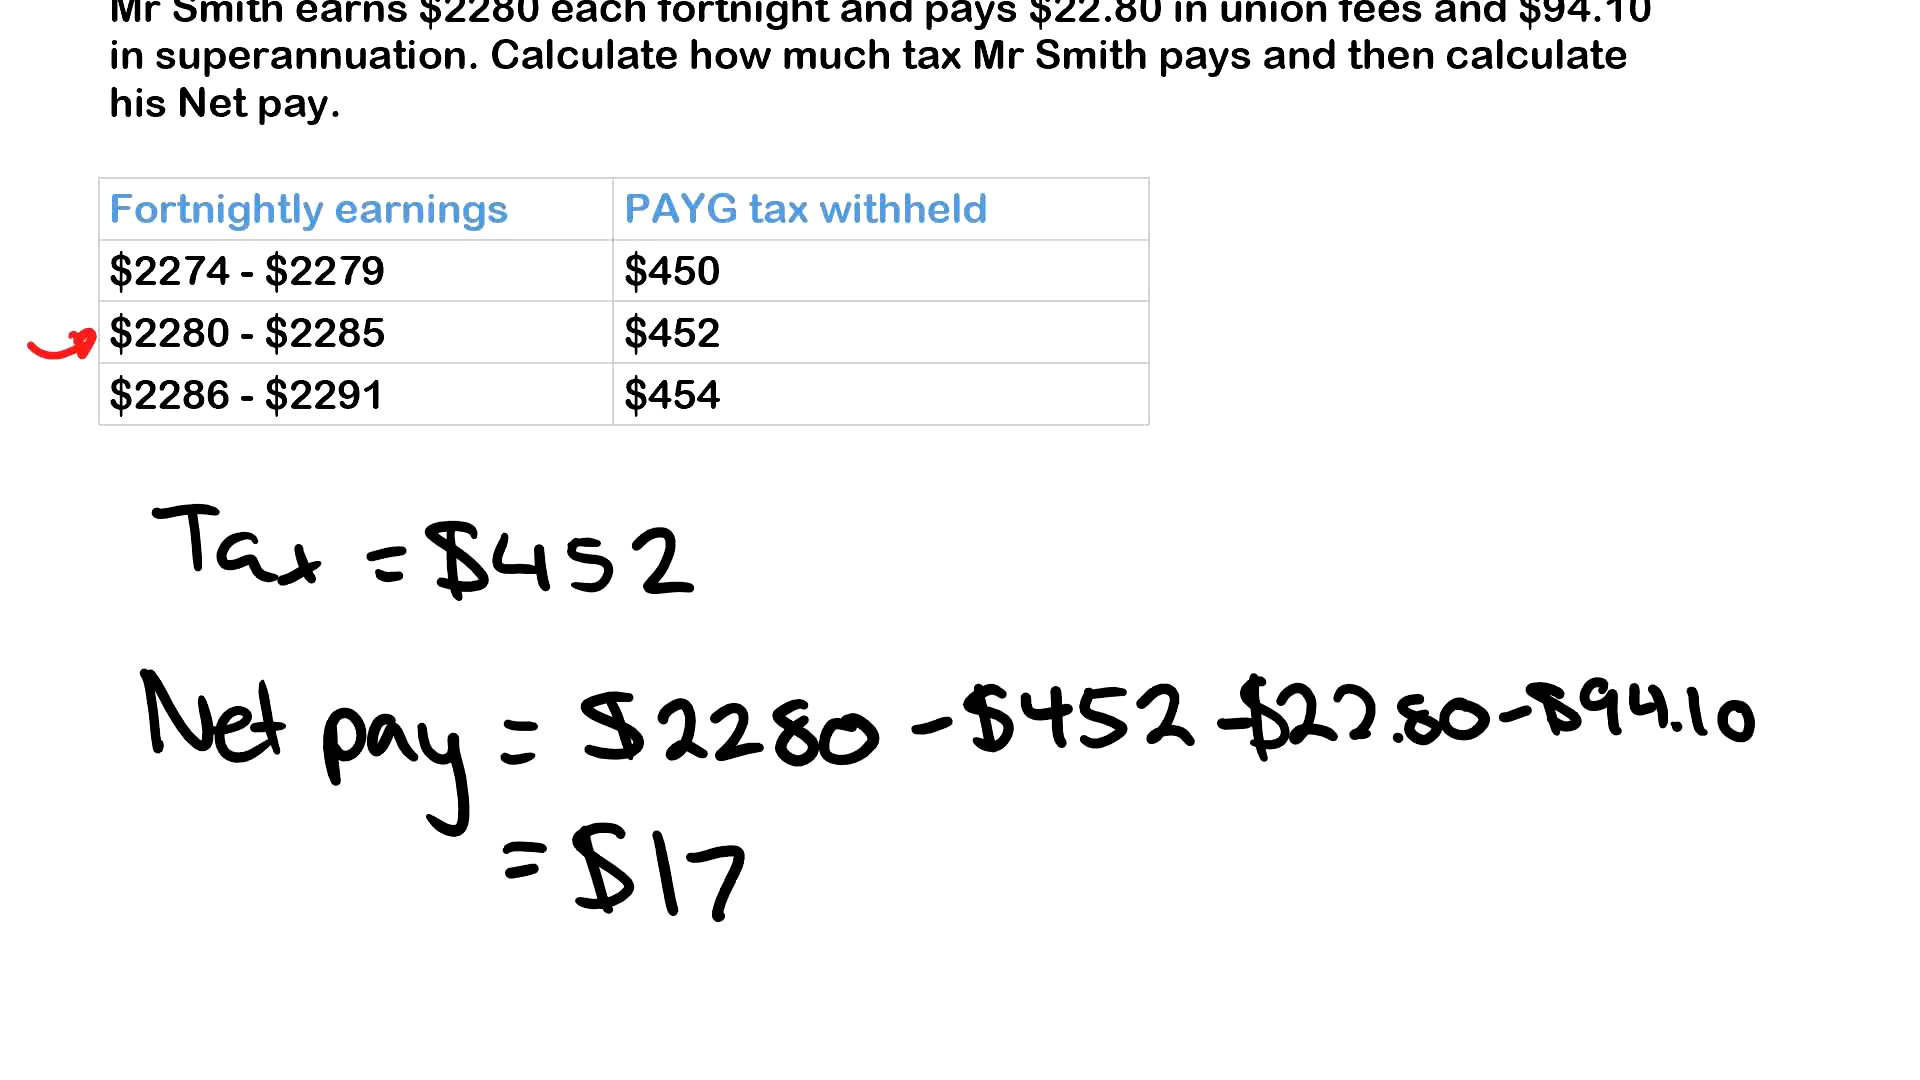 Mr Smith earns $2280 each fortnight and pays $22.80 in union fees and $94.10
in superannuation. Calculate how much tax Mr Smith pays and then calculate
his Net pay.
Fortnightly earnings PAYG tax withheld
$2274 - $2279 $450
$2280 - $2285 $452
$2286 - $2291 $454
Tax = $452
Net pay = $2280 - $452 - $22.80 - $94.10
= $17